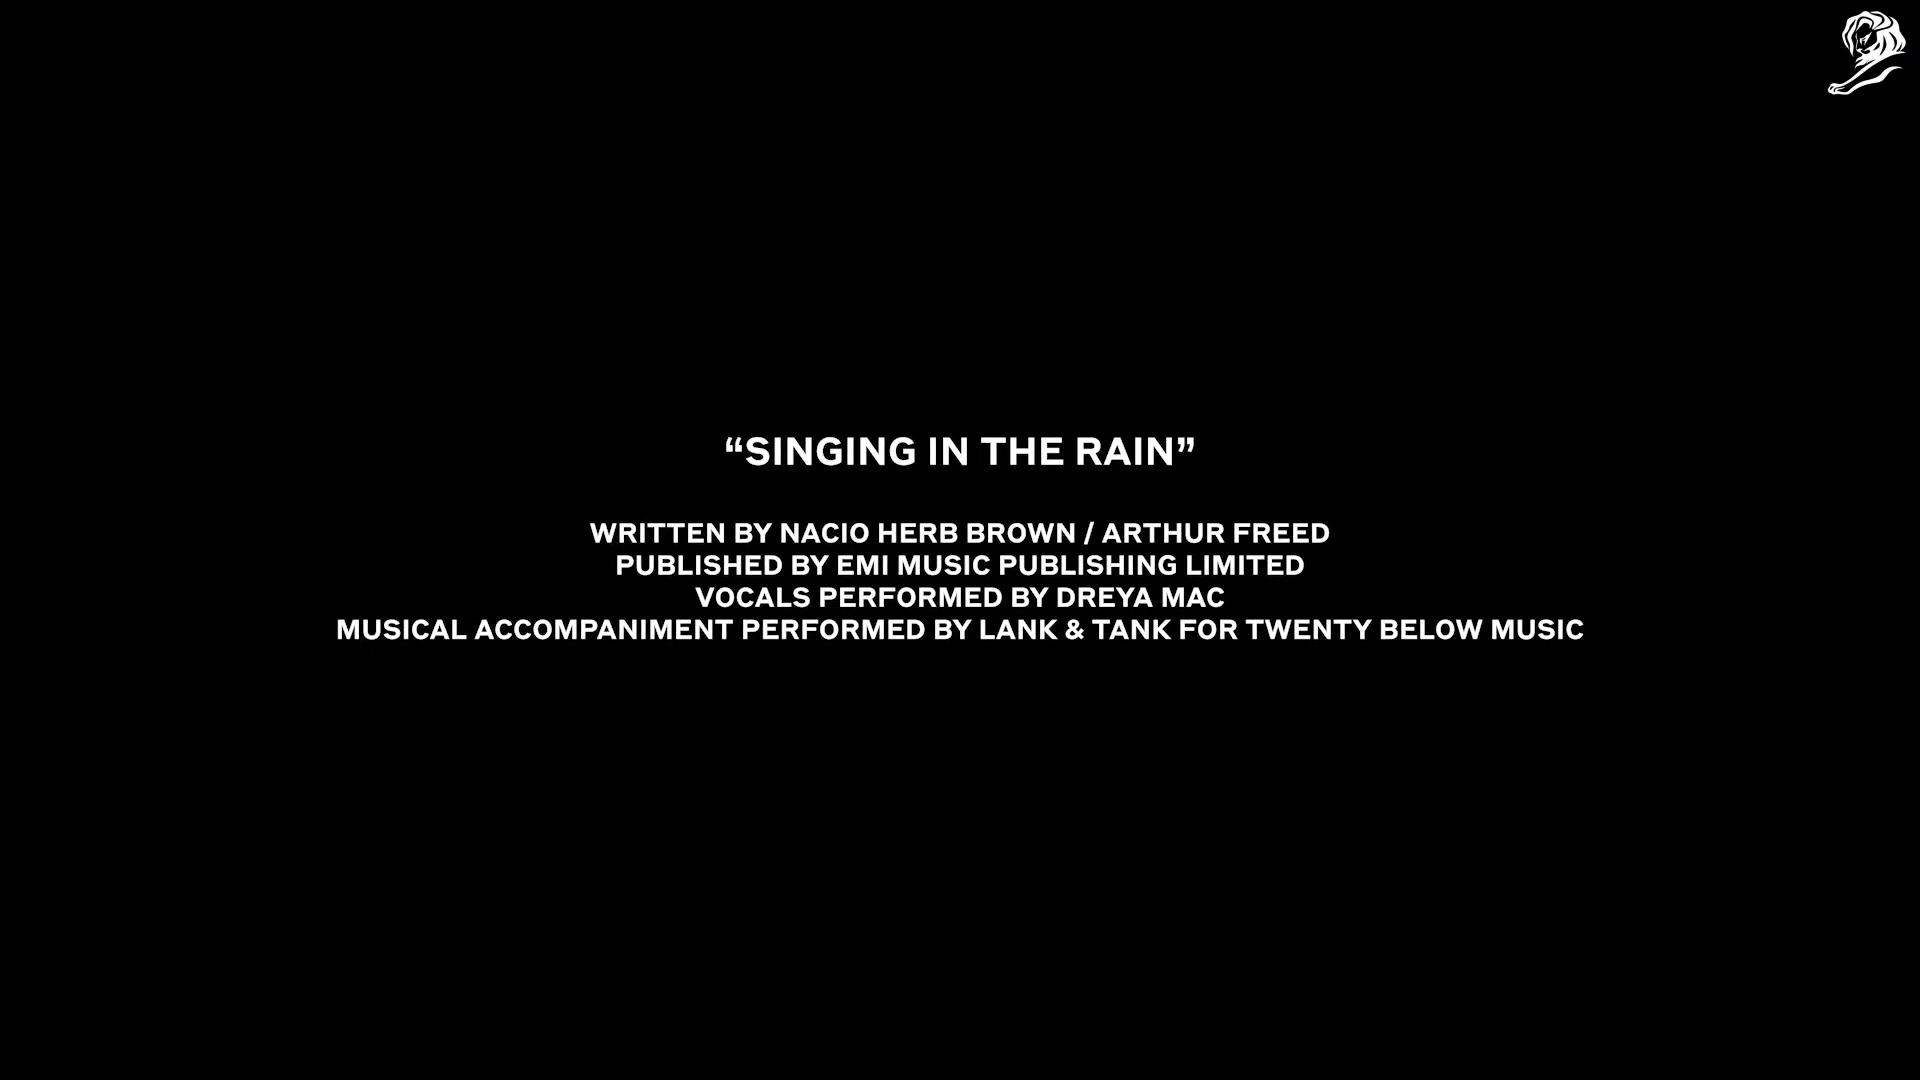 “SINGING IN THE RAIN”
WRITTEN BY NACIO HERB BROWN / ARTHUR FREED
PUBLISHED BY EMI MUSIC PUBLISHING LIMITED
VOCALS PERFORMED BY DREYA MAC
MUSICAL ACCOMPANIMENT PERFORMED BY LANK & TANK FOR TWENTY BELOW MUSIC